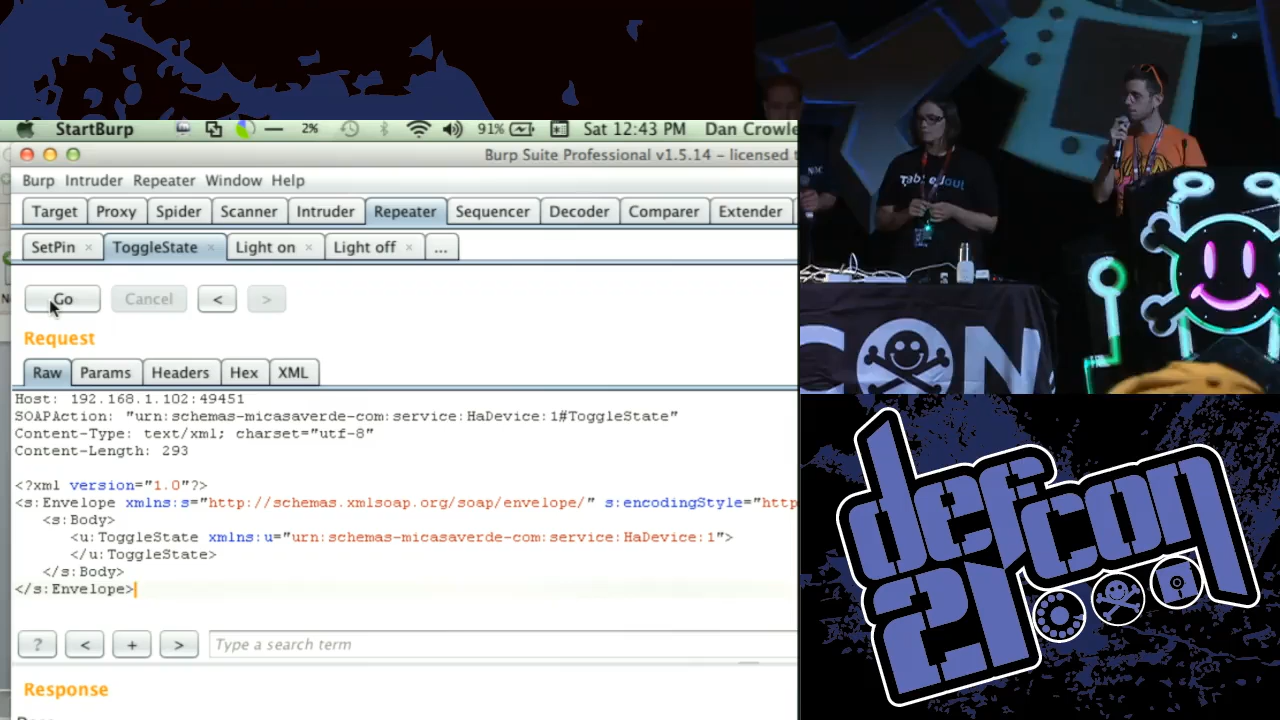 StartBurp 2% 91% Sat 12:43 PM Dan Crowle
Burp Suite Professional v1.5.14 – licensed t
Burp Intruder Repeater Window Help
Target Proxy Spider Scanner Intruder Repeater Sequencer Decoder Comparer Extender
SetPin × ToggleState × Light on × Light off × ...
Go Cancel < >
Request
Raw Params Headers Hex XML
Host: 192.168.1.102:49451
SOAPAction: "urn:schemas-micasaverde-com:service:HaDevice:1#ToggleState"
Content-Type: text/xml; charset="utf-8"
Content-Length: 293
<?xml version="1.0"?>
<s:Envelope xmlns:s="http://schemas.xmlsoap.org/soap/envelope/" s:encodingStyle="http
<s:Body>
<u:ToggleState xmlns:u="urn:schemas-micasaverde-com:service:HaDevice:1">
</u:ToggleState>
</s:Body>
</s:Envelope>
? < + > Type a search term
Response
CON
defcon
21